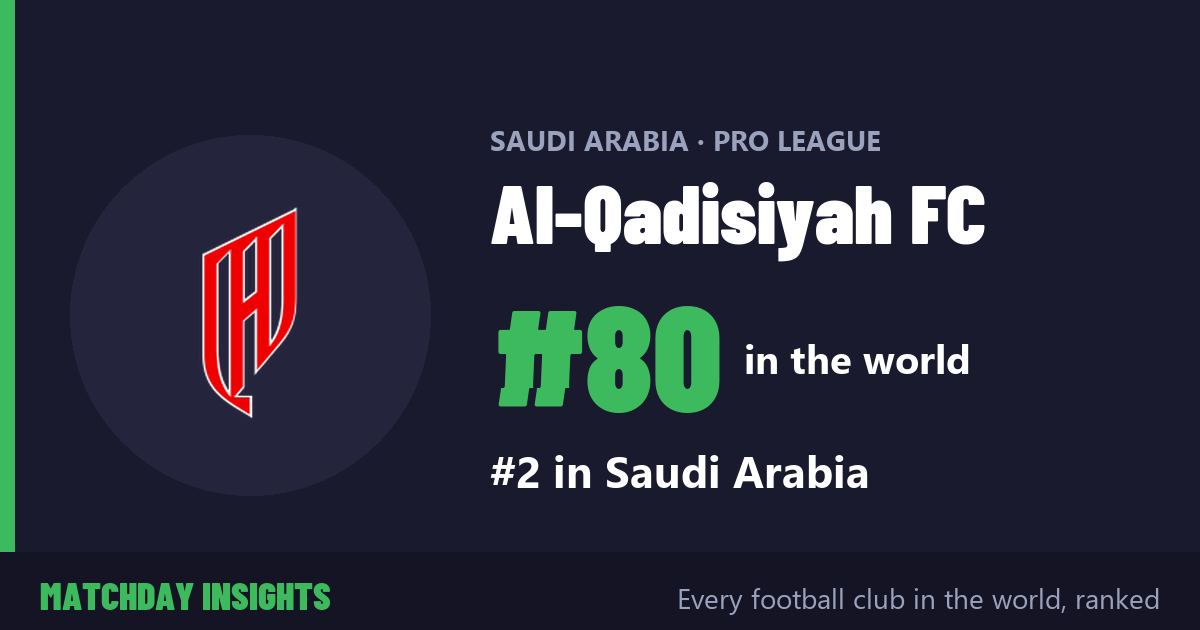 SAUDI ARABIA · PRO LEAGUE
Al-Qadisiyah FC
#80 in the world
#2 in Saudi Arabia
MATCHDAY INSIGHTS
Every football club in the world, ranked